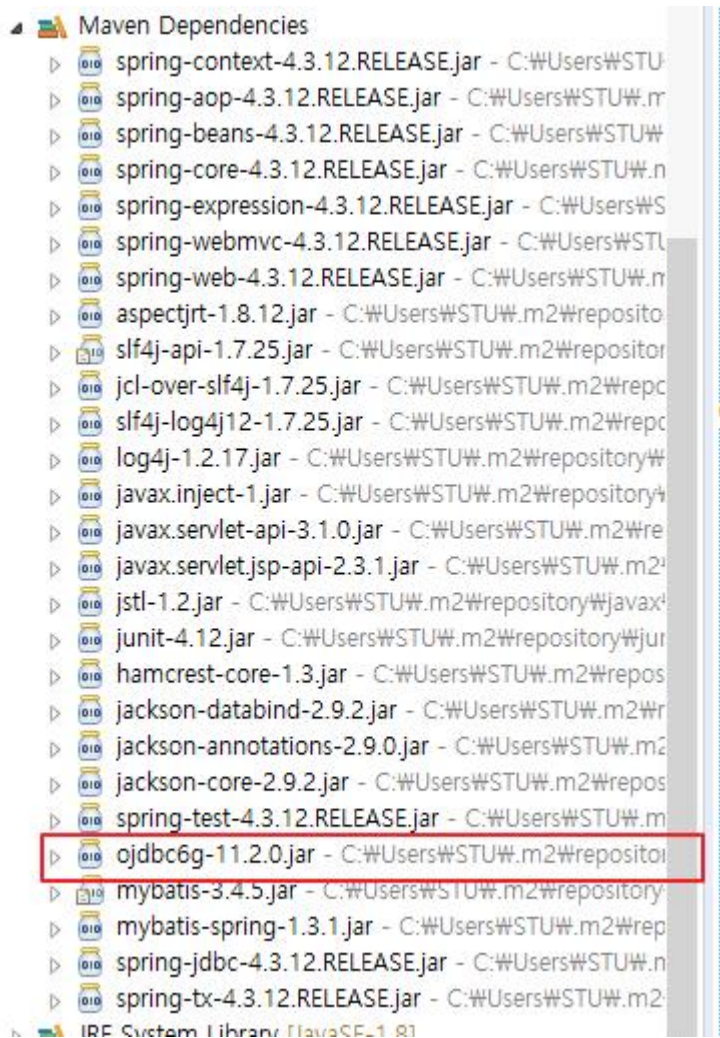 Maven Dependencies
spring-context-4.3.12.RELEASE.jar - C:₩Users₩STU
spring-aop-4.3.12.RELEASE.jar - C:₩Users₩STU₩.m
spring-beans-4.3.12.RELEASE.jar - C:₩Users₩STU₩
spring-core-4.3.12.RELEASE.jar - C:₩Users₩STU₩.n
spring-expression-4.3.12.RELEASE.jar - C:₩Users₩S
spring-webmvc-4.3.12.RELEASE.jar - C:₩Users₩STU
spring-web-4.3.12.RELEASE.jar - C:₩Users₩STU₩.m
aspectjrt-1.8.12.jar - C:₩Users₩STU₩.m2₩reposito
slf4j-api-1.7.25.jar - C:₩Users₩STU₩.m2₩repositor
jcl-over-slf4j-1.7.25.jar - C:₩Users₩STU₩.m2₩repo
slf4j-log4j12-1.7.25.jar - C:₩Users₩STU₩.m2₩repo
log4j-1.2.17.jar - C:₩Users₩STU₩.m2₩repository₩
javax.inject-1.jar - C:₩Users₩STU₩.m2₩repository₩
javax.servlet-api-3.1.0.jar - C:₩Users₩STU₩.m2₩re
javax.servlet.jsp-api-2.3.1.jar - C:₩Users₩STU₩.m2₩
jstl-1.2.jar - C:₩Users₩STU₩.m2₩repository₩javax₩
junit-4.12.jar - C:₩Users₩STU₩.m2₩repository₩jur
hamcrest-core-1.3.jar - C:₩Users₩STU₩.m2₩repos
jackson-databind-2.9.2.jar - C:₩Users₩STU₩.m2₩r
jackson-annotations-2.9.0.jar - C:₩Users₩STU₩.m2
jackson-core-2.9.2.jar - C:₩Users₩STU₩.m2₩repos
spring-test-4.3.12.RELEASE.jar - C:₩Users₩STU₩.m
ojdbc6g-11.2.0.jar - C:₩Users₩STU₩.m2₩repositor
mybatis-3.4.5.jar - C:₩Users₩STU₩.m2₩repository
mybatis-spring-1.3.1.jar - C:₩Users₩STU₩.m2₩rep
spring-jdbc-4.3.12.RELEASE.jar - C:₩Users₩STU₩.n
spring-tx-4.3.12.RELEASE.jar - C:₩Users₩STU₩.m2
JRE System Library [JavaSE-1.8]